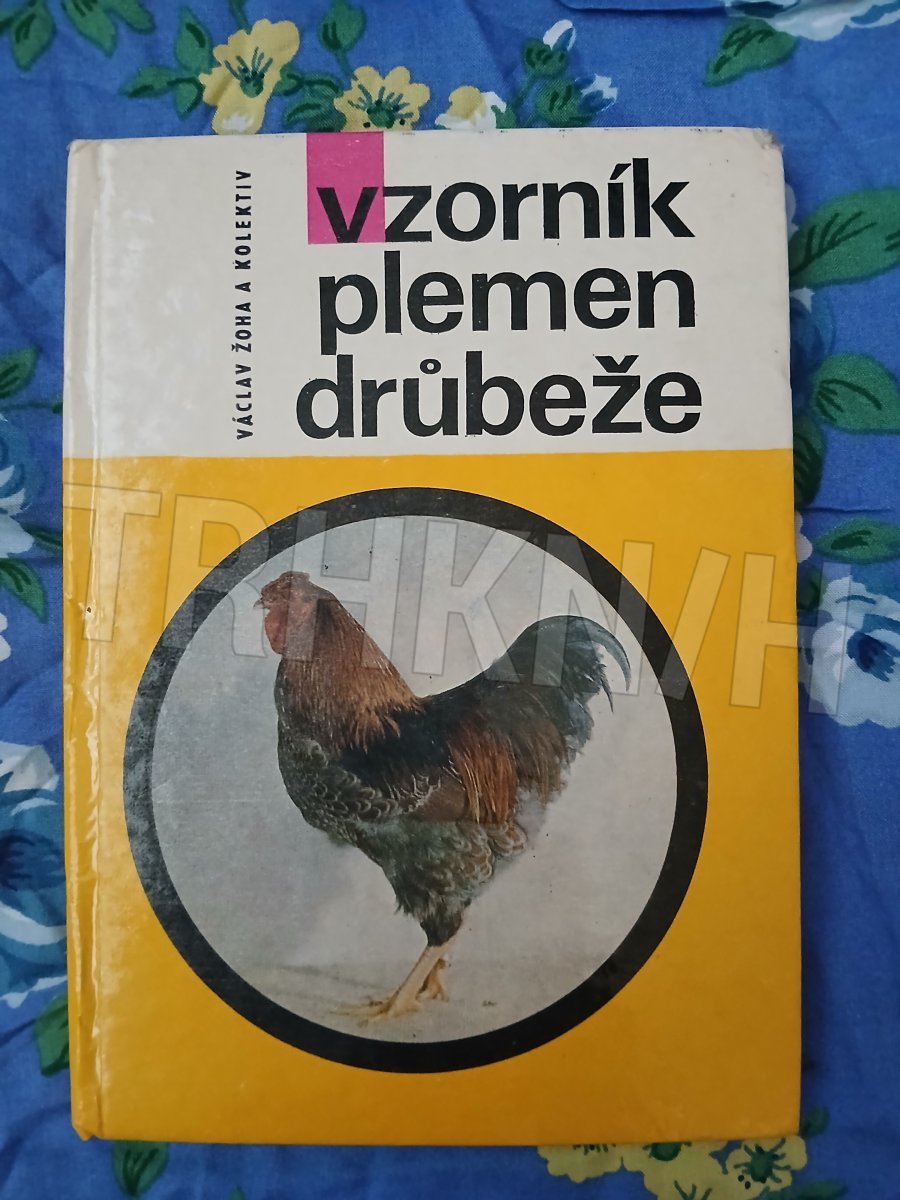 VÁCLAV ŽOHA A KOLEKTIV
vzorník
plemen
drůbeže
TRHKNIH